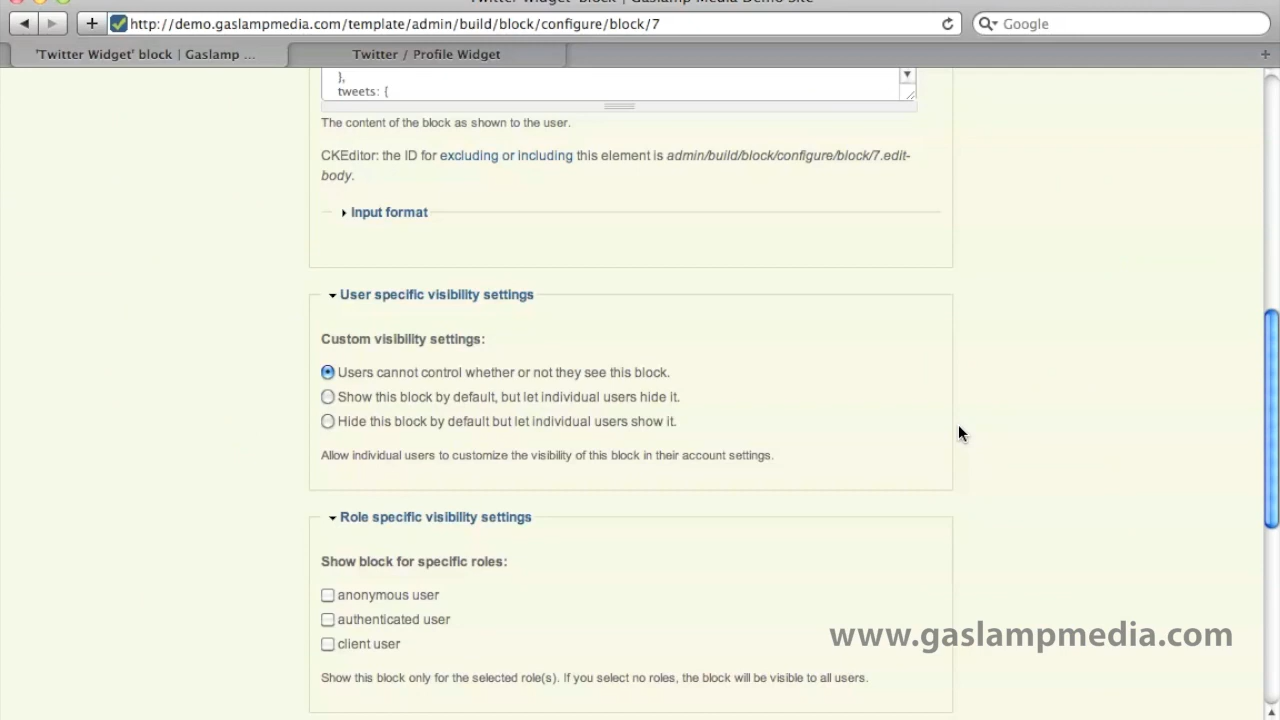 http://demo.gaslampmedia.com/template/admin/build/block/configure/block/7
Google
'Twitter Widget' block | Gaslamp ...
Twitter / Profile Widget
},
tweets: {
The content of the block as shown to the user.
CKEditor: the ID for excluding or including this element is admin/build/block/configure/block/7.edit-
body.
Input format
User specific visibility settings
Custom visibility settings:
Users cannot control whether or not they see this block.
Show this block by default, but let individual users hide it.
Hide this block by default but let individual users show it.
Allow individual users to customize the visibility of this block in their account settings.
Role specific visibility settings
Show block for specific roles:
anonymous user
authenticated user
client user
www.gaslampmedia.com
Show this block only for the selected role(s). If you select no roles, the block will be visible to all users.